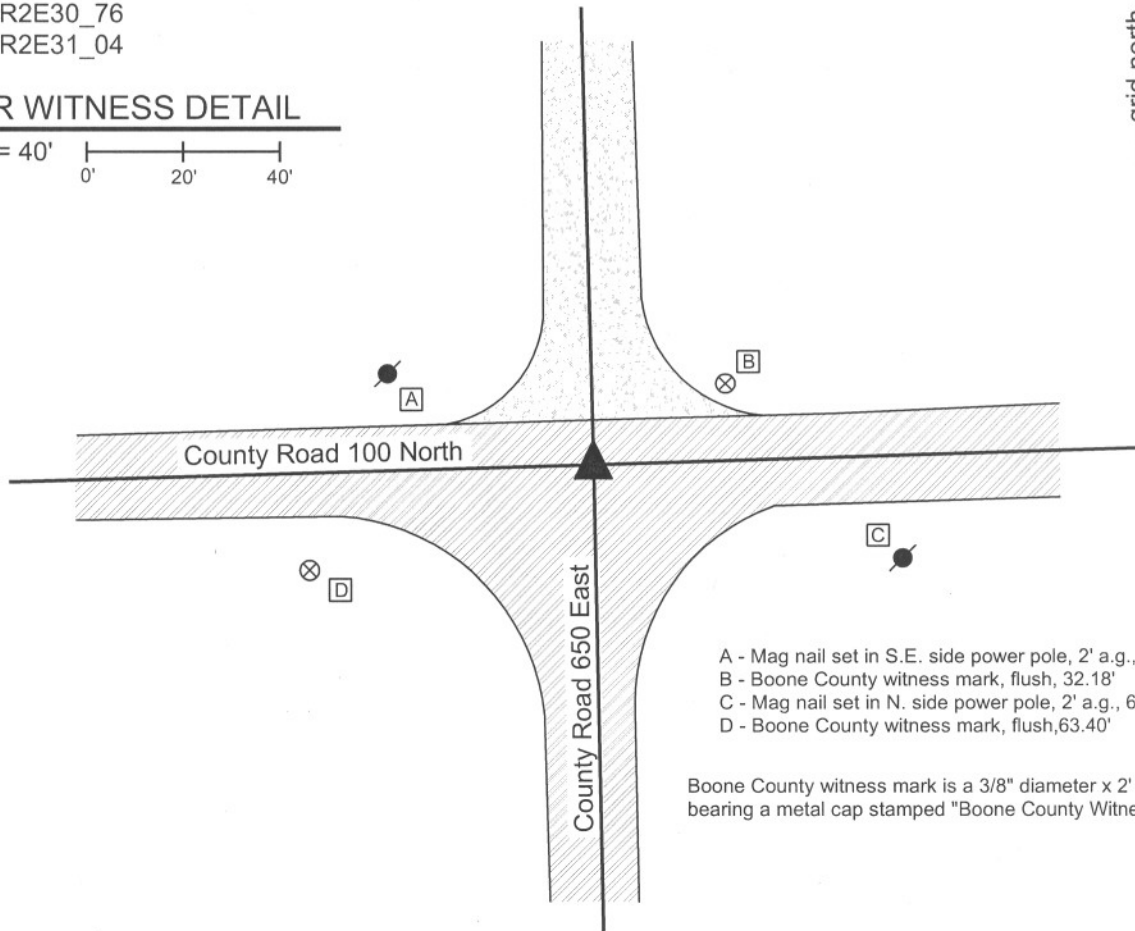 R2E30_76
R2E31_04
R WITNESS DETAIL
= 40'
0' 20' 40'
grid north
B
A
County Road 100 North
C
D
County Road 650 East
A - Mag nail set in S.E. side power pole, 2' a.g.,
B - Boone County witness mark, flush, 32.18'
C - Mag nail set in N. side power pole, 2' a.g., 6
D - Boone County witness mark, flush,63.40'
Boone County witness mark is a 3/8" diameter x 2'
bearing a metal cap stamped "Boone County Witne